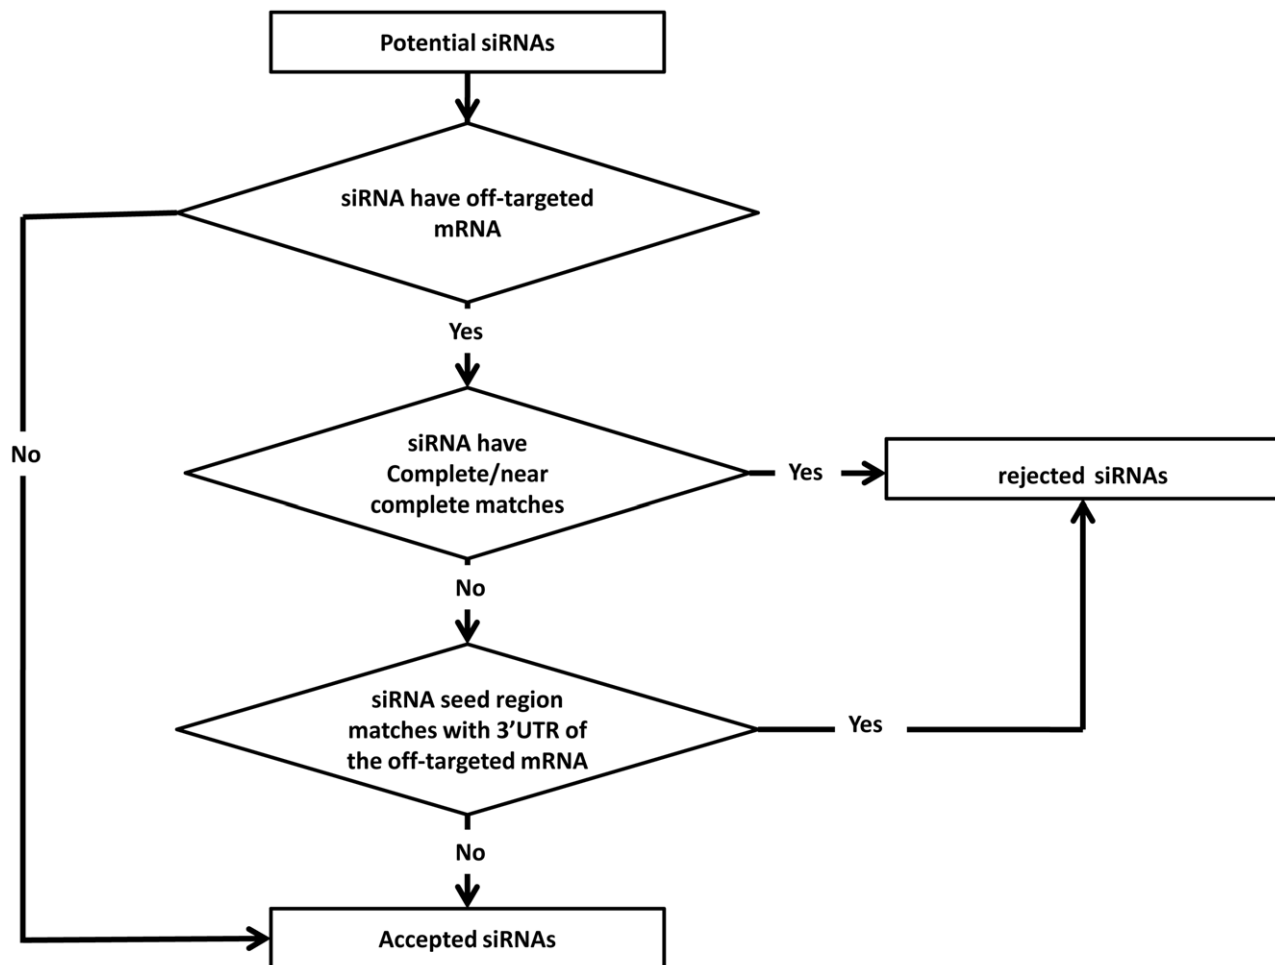 Potential siRNAs
siRNA have off-targeted
mRNA
Yes
siRNA have
Complete/near
complete matches
No
Yes
rejected siRNAs
No
siRNA seed region
matches with 3'UTR of
the off-targeted mRNA
Yes
No
Accepted siRNAs